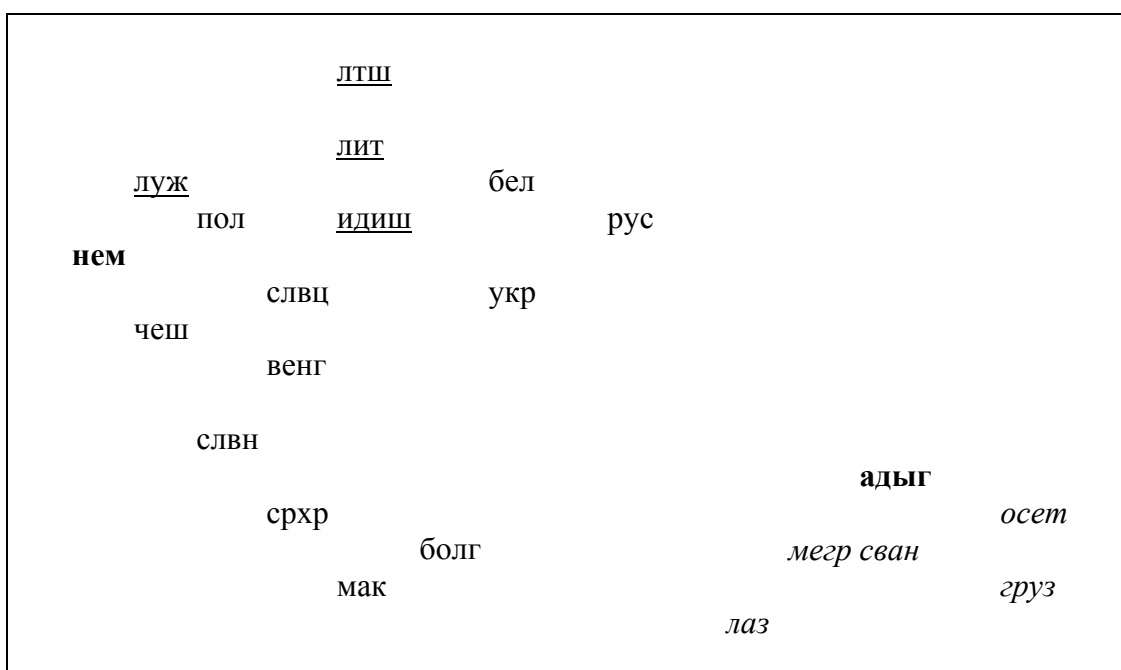 лтш
лит
луж бел
пол идиш рус
нем
слвц укр
чеш
венг
слвн
адыг
срхр осет
болг мегр сван
мак груз
лаз